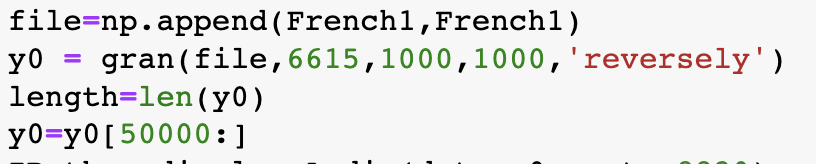 file=np.append(French1,French1)
y0 = gran(file,6615,1000,1000,'reversely')
length=len(y0)
y0=y0[50000:]